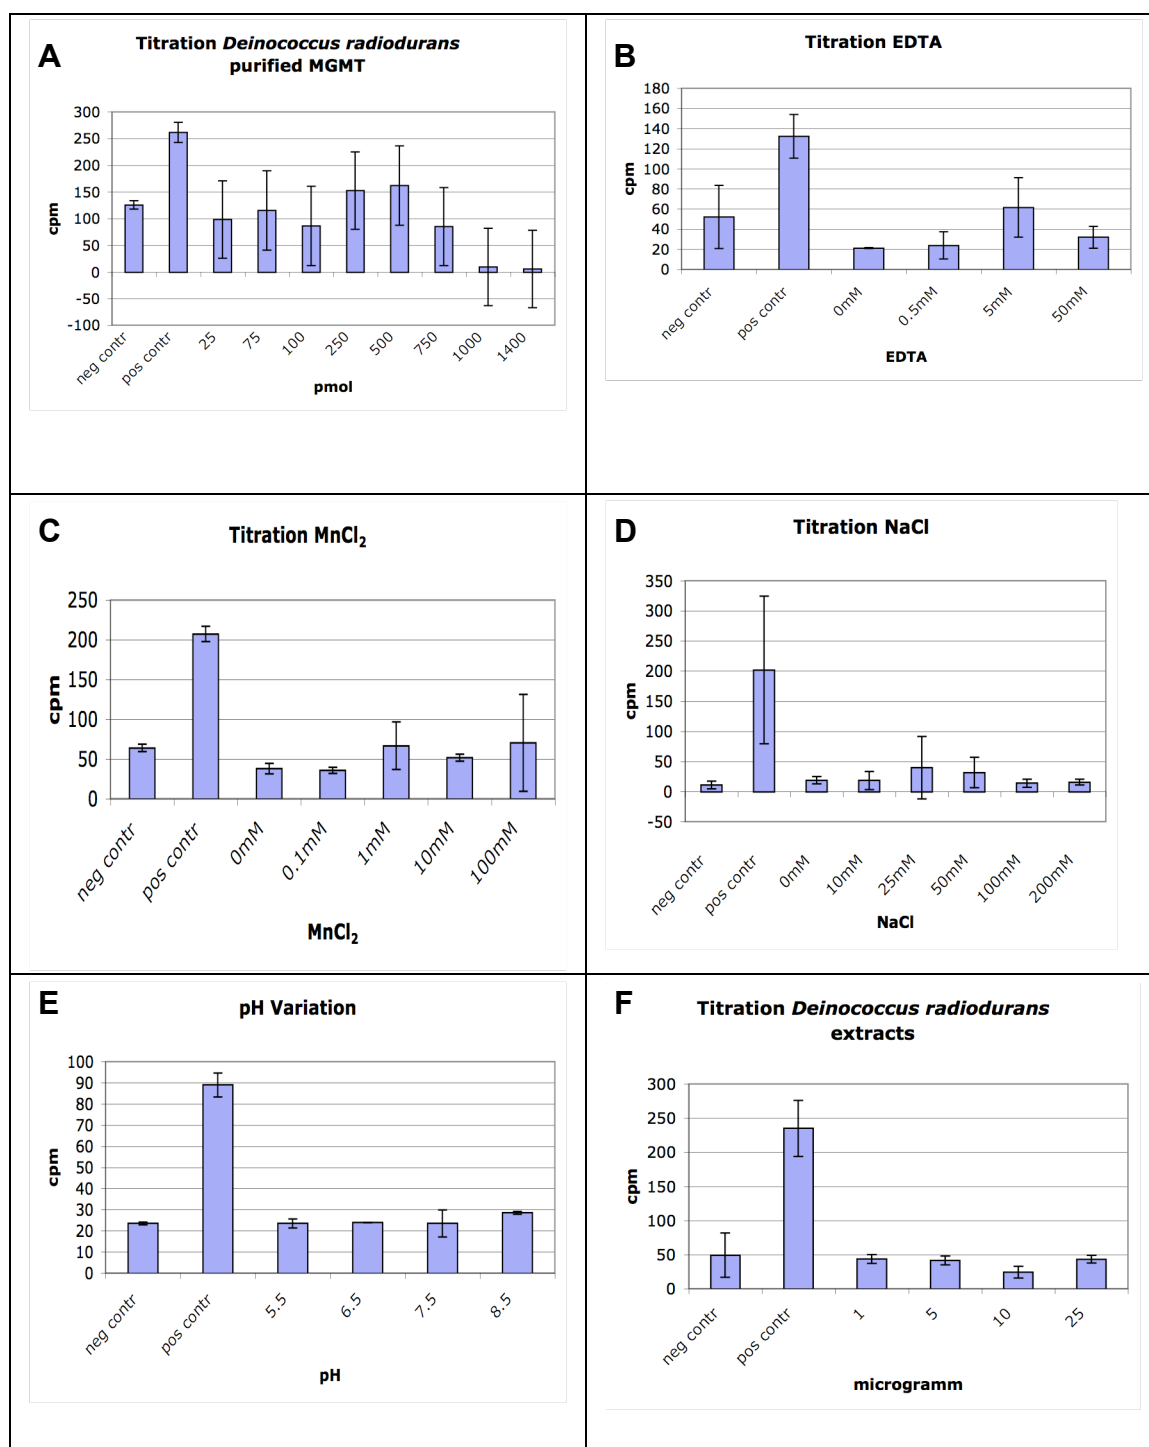 A
Titration Deinococcus radiodurans
purified MGMT
300
250
200
150
100
50
0
-50
-100
cpm
neg contr
pos contr
25
75
100
250
500
750
1000
1400
pmol
B
Titration EDTA
180
160
140
120
100
80
60
40
20
0
cpm
neg contr
pos contr
0mM
0.5mM
5mM
50mM
EDTA
C
Titration MnCl₂
250
200
150
100
50
0
cpm
neg contr
pos contr
0mM
0.1mM
1mM
10mM
100mM
MnCl₂
D
Titration NaCl
350
300
250
200
150
100
50
0
-50
cpm
neg contr
pos contr
0mM
10mM
25mM
50mM
100mM
200mM
NaCl
E
pH Variation
100
90
80
70
60
50
40
30
20
10
0
cpm
neg contr
pos contr
5.5
6.5
7.5
8.5
pH
F
Titration Deinococcus radiodurans
extracts
300
250
200
150
100
50
0
cpm
neg contr
pos contr
1
5
10
25
microgramm